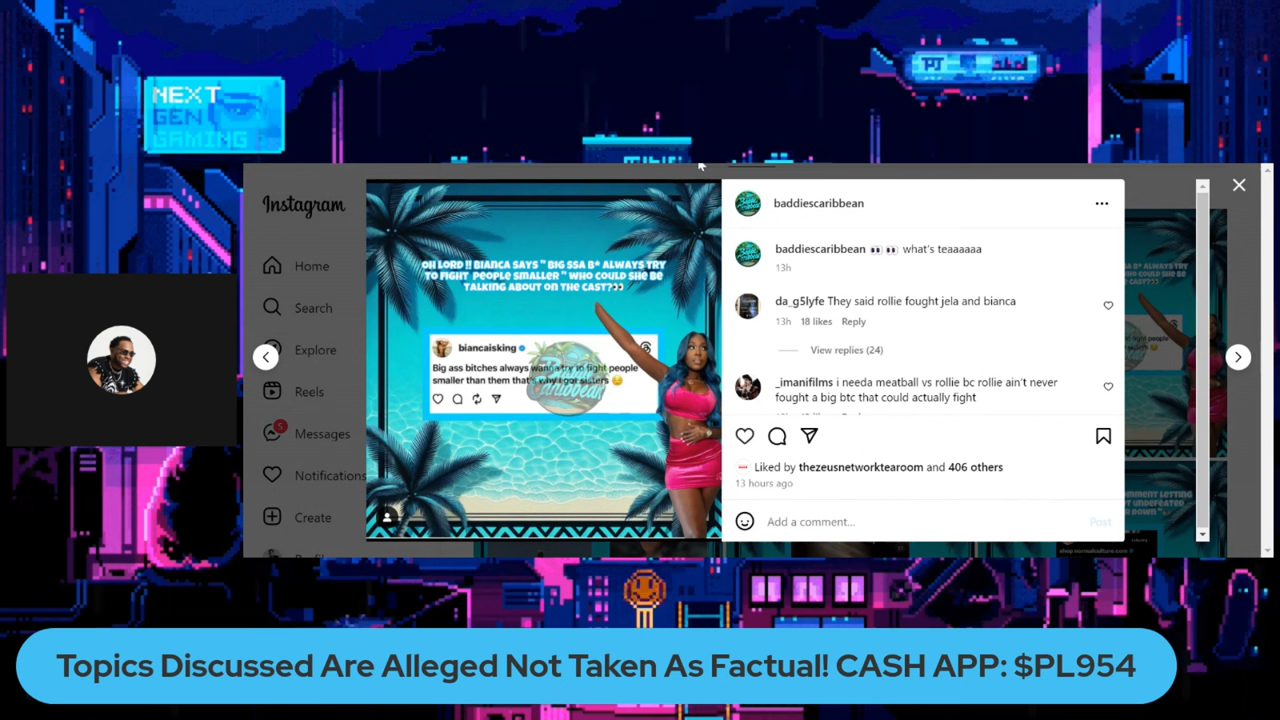 NEXT
GEN
GAMING
Instagram
Home
Search
Explore
Reels
5
Messages
Notifications
Create
OH LORD !! BIANCA SAYS " BIG SSA B* ALWAYS TRY
TO FIGHT PEOPLE SMALLER " WHO COULD SHE BE
TALKING ABOUT ON THE CAST?👀
biancaisking
Big ass bitches always wanna try to fight people
smaller than them that's why I got sisters 😏
baddiescaribbean
baddiescaribbean 👀 👀 what's teaaaaaa
13h
da_g5lyfe They said rollie fought jela and bianca
13h 18 likes Reply
View replies (24)
_imanifilms i needa meatball vs rollie bc rollie ain't never
fought a big btc that could actually fight
Liked by thezeusnetworktearoom and 406 others
13 hours ago
Add a comment...
Post
Topics Discussed Are Alleged Not Taken As Factual! CASH APP: $PL954